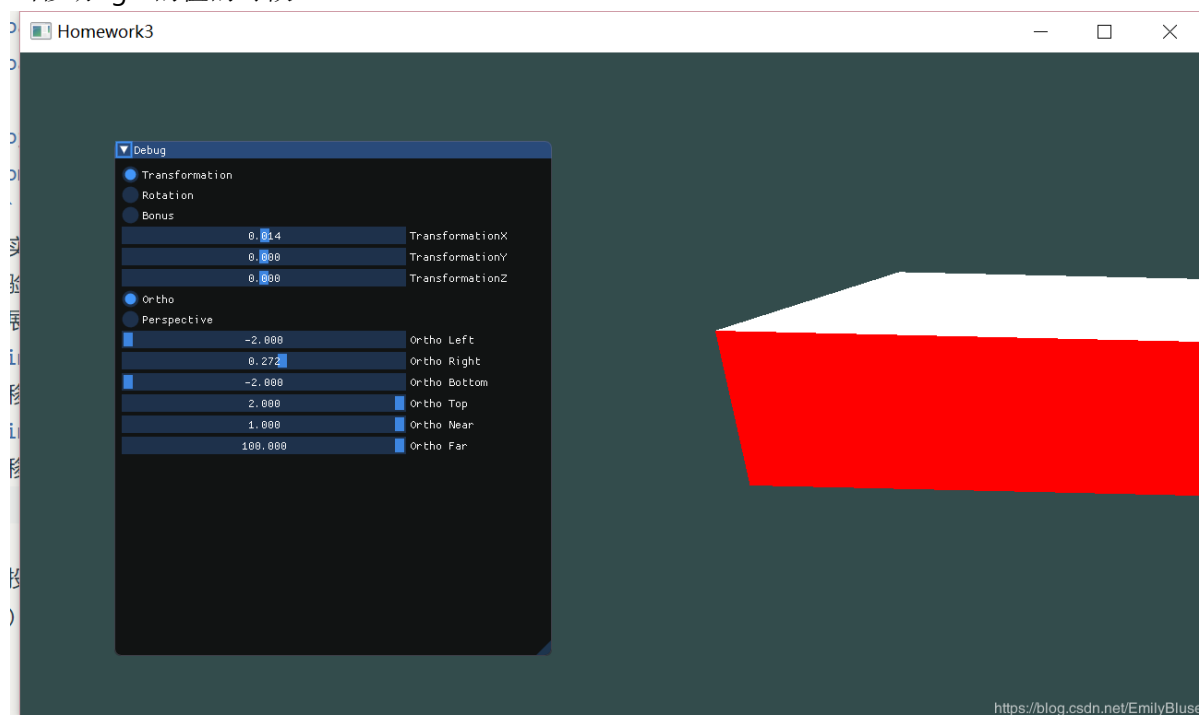 Homework3
Debug
Transformation
Rotation
Bonus
0.014 TransformationX
0.000 TransformationY
0.000 TransformationZ
Ortho
Perspective
-2.000 Ortho Left
0.272 Ortho Right
-2.000 Ortho Bottom
2.000 Ortho Top
1.000 Ortho Near
100.000 Ortho Far
https://blog.csdn.net/EmilyBluse